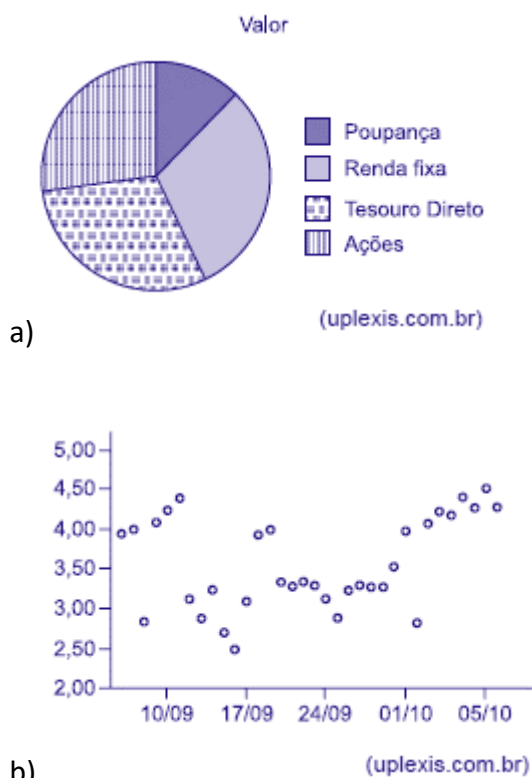 Valor
Poupança
Renda fixa
Tesouro Direto
Ações
(uplexis.com.br)
a)
5,00
4,50
4,00
3,50
3,00
2,50
2,00
10/09 17/09 24/09 01/10 05/10
(uplexis.com.br)
b)